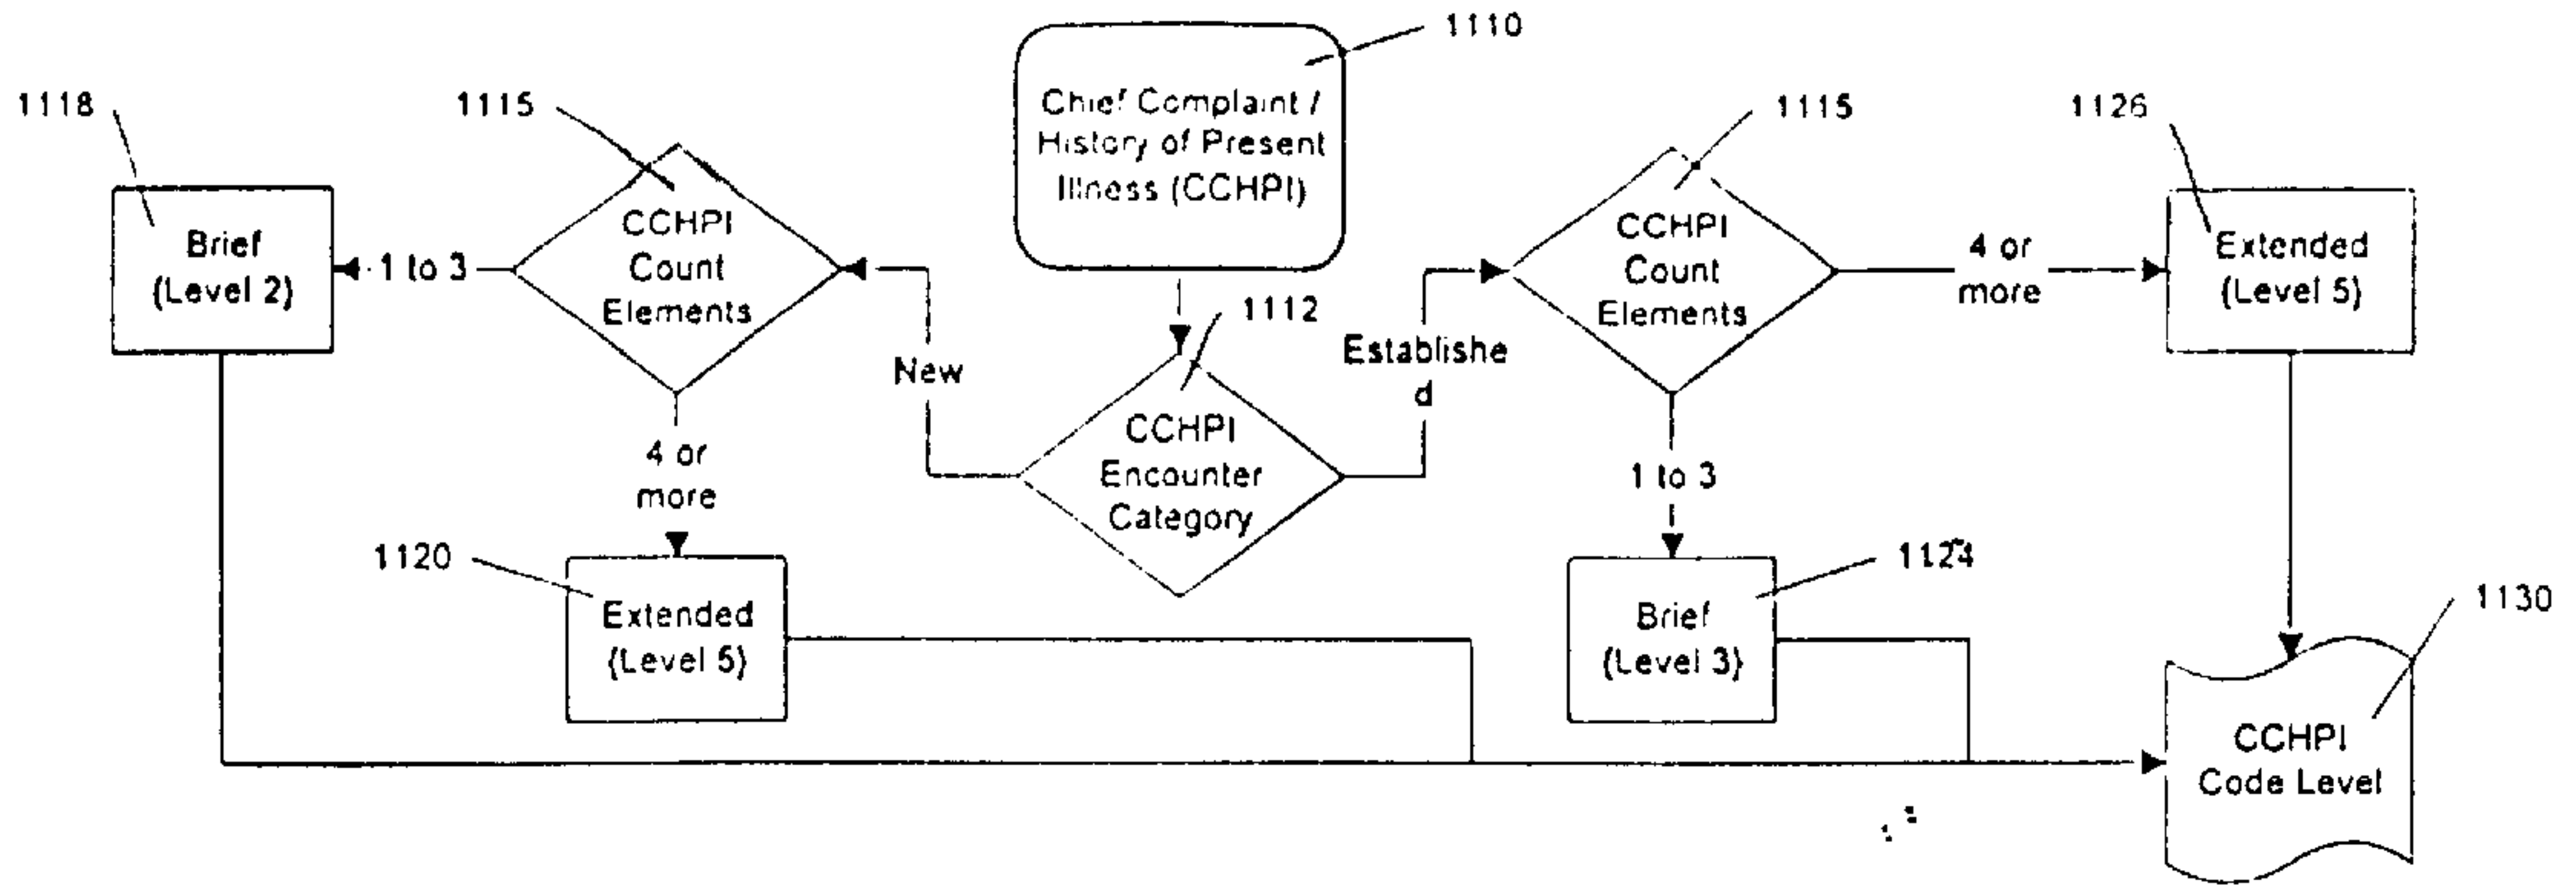 1110
Chief Complaint /
History of Present
Illness (CCHPI)
1118
Brief
(Level 2)
1 to 3
1115
CCHPI
Count
Elements
New
4 or
more
1120
Extended
(Level 5)
1112
CCHPI
Encounter
Category
Establishe
d
1115
CCHPI
Count
Elements
4 or
more
1126
Extended
(Level 5)
1 to 3
1124
Brief
(Level 3)
1130
CCHPI
Code Level